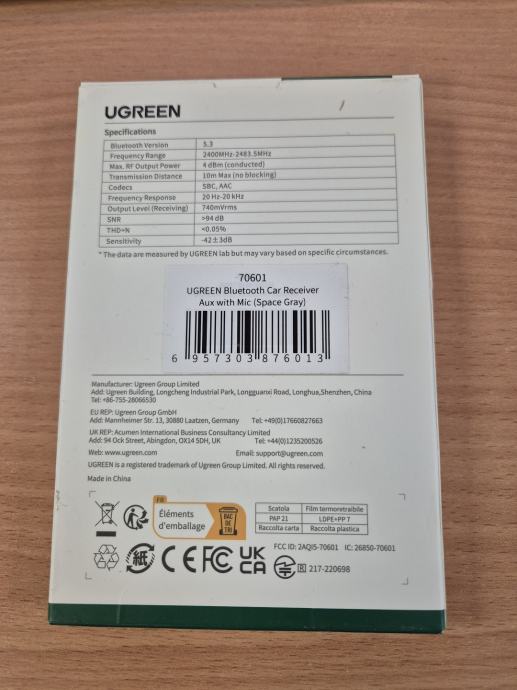 UGREEN
Specifications
Bluetooth Version 5.3
Frequency Range 2400MHz-2483.5MHz
Max. RF Output Power 4 dBm (conducted)
Transmission Distance 10m Max (no blocking)
Codecs SBC, AAC
Frequency Response 20 Hz-20 kHz
Output Level (Receiving) 740mVrms
SNR >94 dB
THD+N <0.05%
Sensitivity -42±3dB
* The data are measured by UGREEN lab but may vary based on specific circumstances.
70601
UGREEN Bluetooth Car Receiver
Aux with Mic (Space Gray)
6 957303 876013
Manufacturer: Ugreen Group Limited
Add: Ugreen Building, Longcheng Industrial Park, Longguanxi Road, Longhua,Shenzhen, China
Tel: +86-755-28066530
EU REP: Ugreen Group GmbH
Add: Mannheimer Str. 13, 30880 Laatzen, Germany Tel: +49(0)17660827663
UK REP: Acumen International Business Consultancy Limited
Add: 94 Ock Street, Abingdon, OX14 5DH, UK Tel: +44(0)1235200526
Web: www.ugreen.com Email: support@ugreen.com
UGREEN is a registered trademark of Ugreen Group Limited. All rights reserved.
Made in China
FR
Éléments
d'emballage
BAC
DE
TRI
Scatola Film termoretraibile
PAP 21 LDPE+PP 7
Raccolta carta Raccolta plastica
FCC ID: 2AQI5-70601 IC: 26850-70601
紙 CE FC UK
CA
R 217-220698